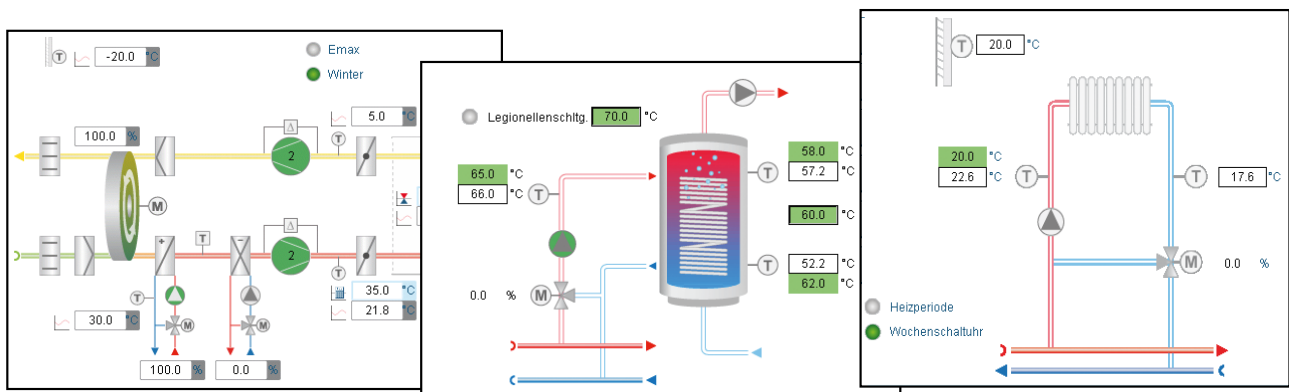 T
-20.0 °C
Emax
Winter
5.0 °C
T
Δ
2
100.0 %
M
T
Δ
2
+
−
T
T
35.0 °C
21.8 °C
30.0 °C
M
M
100.0 %
0.0 %
Legionellenschltg. 70.0 °C
65.0 °C
66.0 °C
T
58.0 °C
T
57.2 °C
60.0 °C
T
52.2 °C
62.0 °C
0.0 %
M
T
20.0 °C
20.0 °C
22.6 °C
T
T
17.6 °C
M
0.0 %
Heizperiode
Wochenschaltuhr